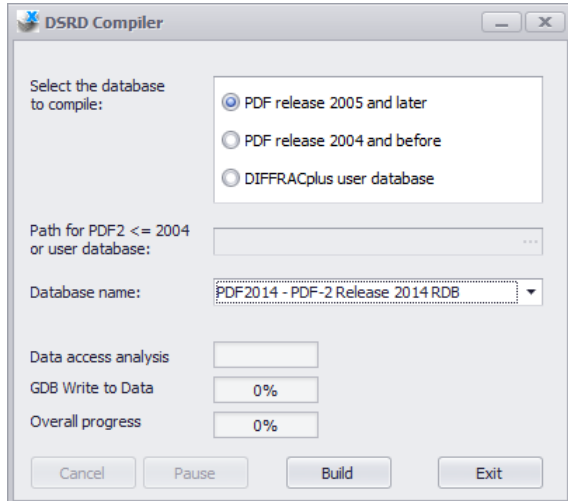 DSRD Compiler
Select the database
to compile:
PDF release 2005 and later
PDF release 2004 and before
DIFFRACplus user database
Path for PDF2 <= 2004
or user database:
...
Database name:
PDF2014 - PDF-2 Release 2014 RDB
Data access analysis
GDB Write to Data
0%
Overall progress
0%
Cancel
Pause
Build
Exit